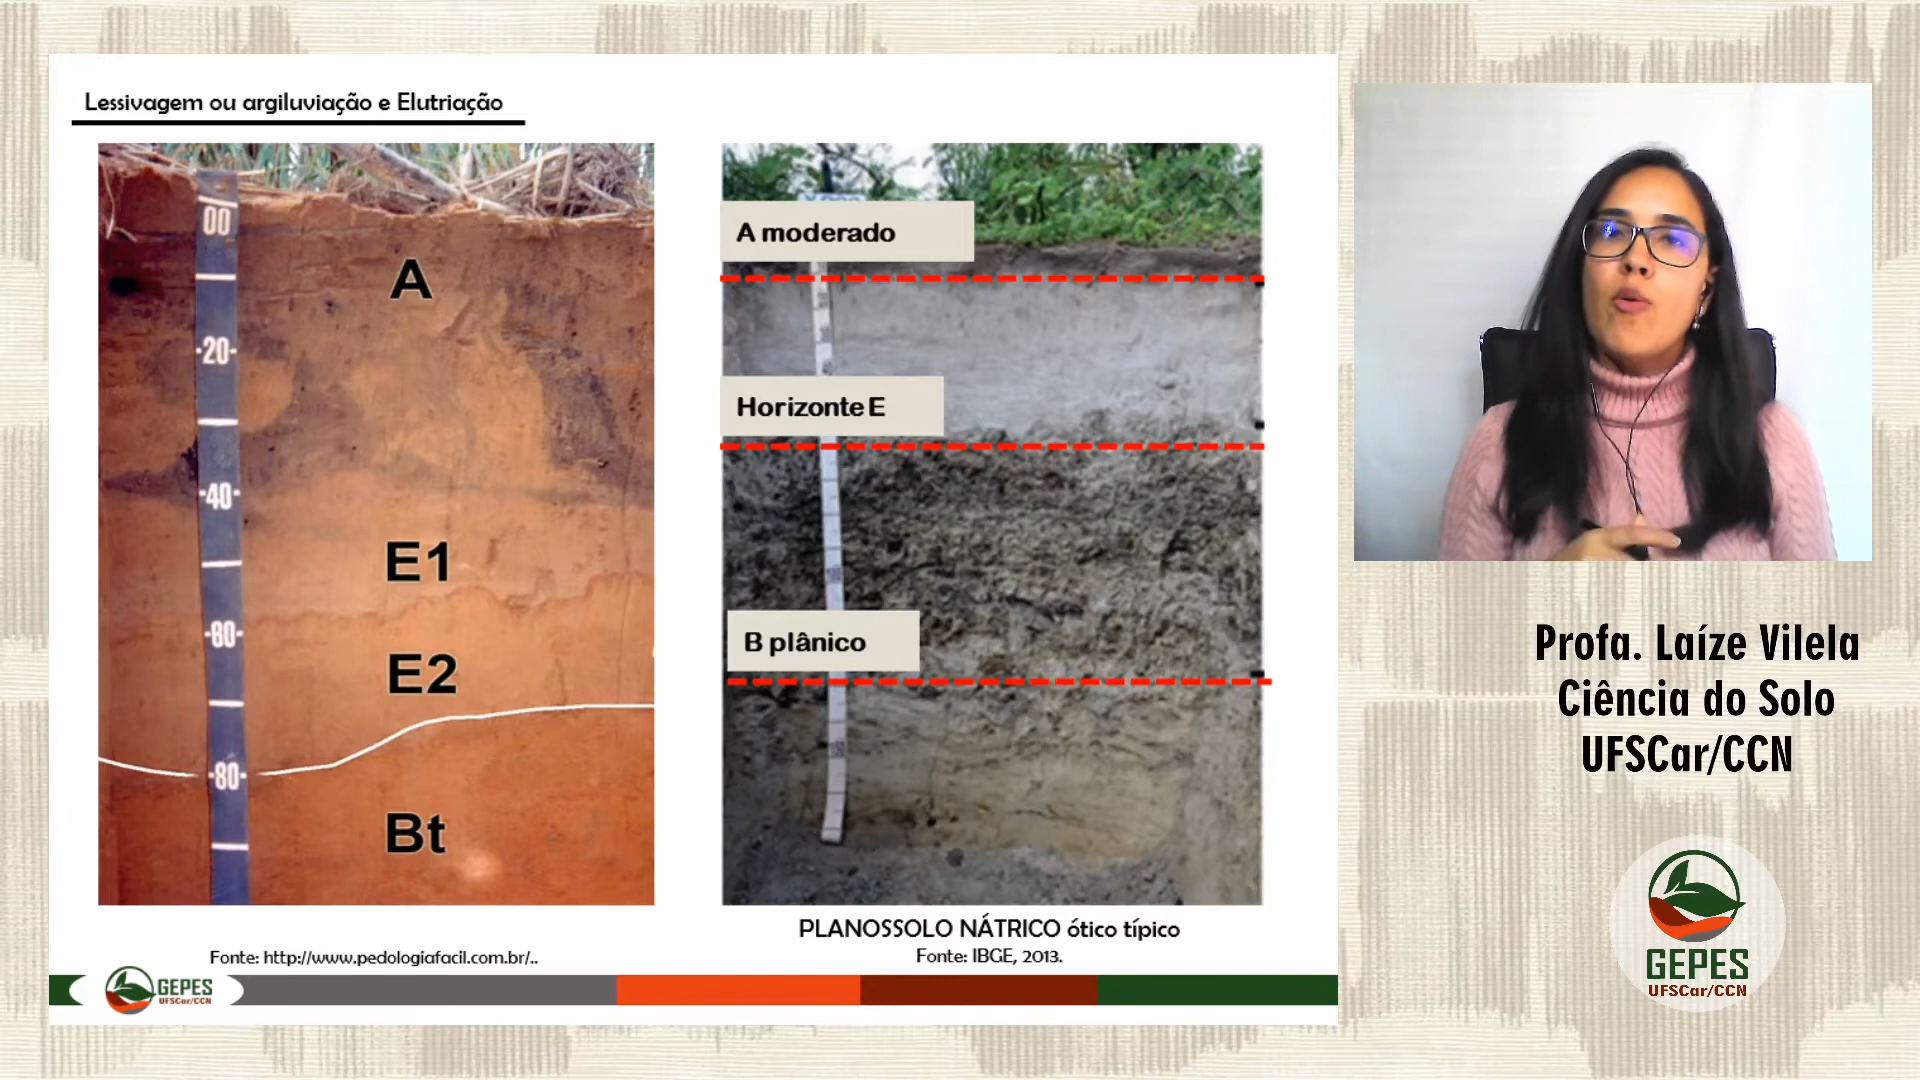 Lessivagem ou argiluviação e Elutriação
00
A
-20-
-40-
E1
-60-
E2
-80-
Bt
A moderado
Horizonte E
B plânico
PLANOSSOLO NÁTRICO ótico típico
Fonte: http://www.pedologiafacil.com.br/..
Fonte: IBGE, 2013.
GEPES
UFSCar/CCN
Profa. Laíze Vilela
Ciência do Solo
UFSCar/CCN
GEPES
UFSCar/CCN